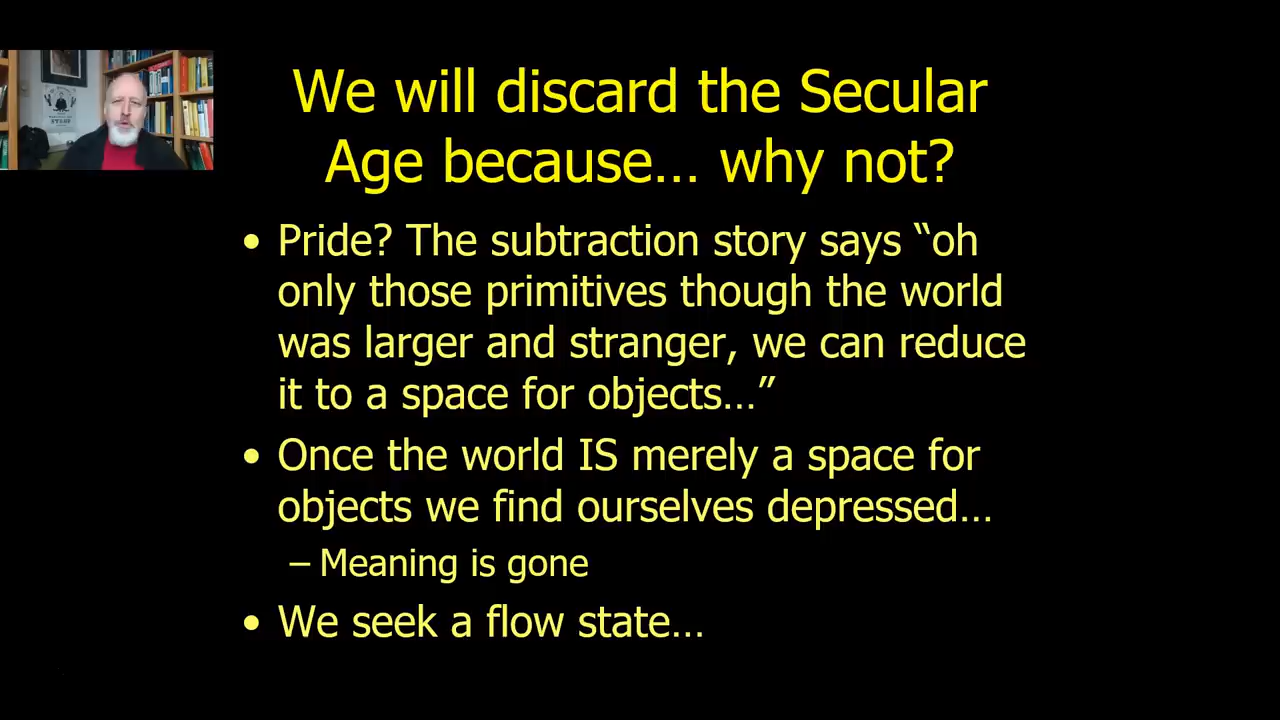 We will discard the Secular
Age because… why not?
• Pride? The subtraction story says “oh
only those primitives though the world
was larger and stranger, we can reduce
it to a space for objects…”
• Once the world IS merely a space for
objects we find ourselves depressed…
– Meaning is gone
• We seek a flow state…